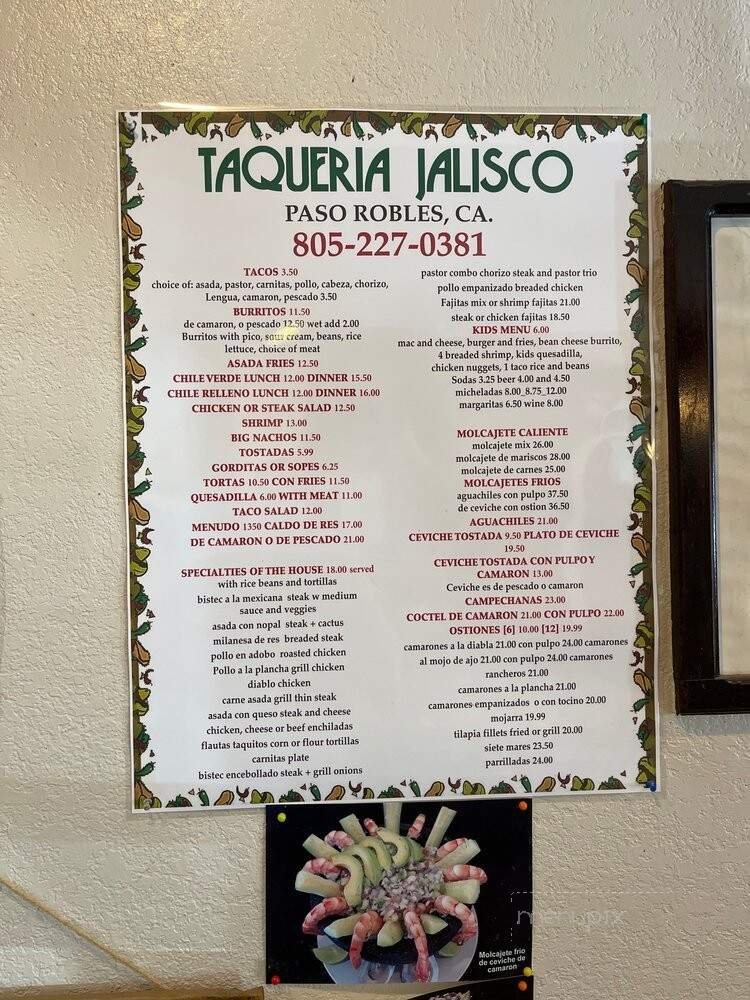 TAQUERIA JALISCO
PASO ROBLES, CA.
805-227-0381
TACOS 3.50
choice of: asada, pastor, carnitas, pollo, cabeza, chorizo,
Lengua, camaron, pescado 3.50
BURRITOS 11.50
de camaron, o pescado 12.50 wet add 2.00
Burritos with pico, sour cream, beans, rice
lettuce, choice of meat
ASADA FRIES 12.50
CHILE VERDE LUNCH 12.00 DINNER 15.50
CHILE RELLENO LUNCH 12.00 DINNER 16.00
CHICKEN OR STEAK SALAD 12.50
SHRIMP 13.00
BIG NACHOS 11.50
TOSTADAS 5.99
GORDITAS OR SOPES 6.25
TORTAS 10.50 CON FRIES 11.50
QUESADILLA 6.00 WITH MEAT 11.00
TACO SALAD 12.00
MENUDO 1350 CALDO DE RES 17.00
DE CAMARON O DE PESCADO 21.00
SPECIALTIES OF THE HOUSE 18.00 served
with rice beans and tortillas
bistec a la mexicana steak w medium
sauce and veggies
asada con nopal steak + cactus
milanesa de res breaded steak
pollo en adobo roasted chicken
Pollo a la plancha grill chicken
diablo chicken
carne asada grill thin steak
asada con queso steak and cheese
chicken, cheese or beef enchiladas
flautas taquitos corn or flour tortillas
carnitas plate
bistec encebollado steak + grill onions
pastor combo chorizo steak and pastor trio
pollo empanizado breaded chicken
Fajitas mix or shrimp fajitas 21.00
steak or chicken fajitas 18.50
KIDS MENU 6.00
mac and cheese, burger and fries, bean cheese burrito,
4 breaded shrimp, kids quesadilla,
chicken nuggets, 1 taco rice and beans
Sodas 3.25 beer 4.00 and 4.50
micheladas 8.00_8.75_12.00
margaritas 6.50 wine 8.00
MOLCAJETE CALIENTE
molcajete mix 26.00
molcajete de mariscos 28.00
molcajete de carnes 25.00
MOLCAJETES FRIOS
aguachiles con pulpo 37.50
de ceviche con ostion 36.50
AGUACHILES 21.00
CEVICHE TOSTADA 9.50 PLATO DE CEVICHE
19.50
CEVICHE TOSTADA CON PULPO Y
CAMARON 13.00
Ceviche es de pescado o camaron
CAMPECHANAS 23.00
COCTEL DE CAMARON 21.00 CON PULPO 22.00
OSTIONES [6] 10.00 [12] 19.99
camarones a la diabla 21.00 con pulpo 24.00 camarones
al mojo de ajo 21.00 con pulpo 24.00 camarones
rancheros 21.00
camarones a la plancha 21.00
camarones empanizados o con tocino 20.00
mojarra 19.99
tilapia fillets fried or grill 20.00
siete mares 23.50
parrilladas 24.00
menupix
Molcajete frio
de ceviche de
camaron